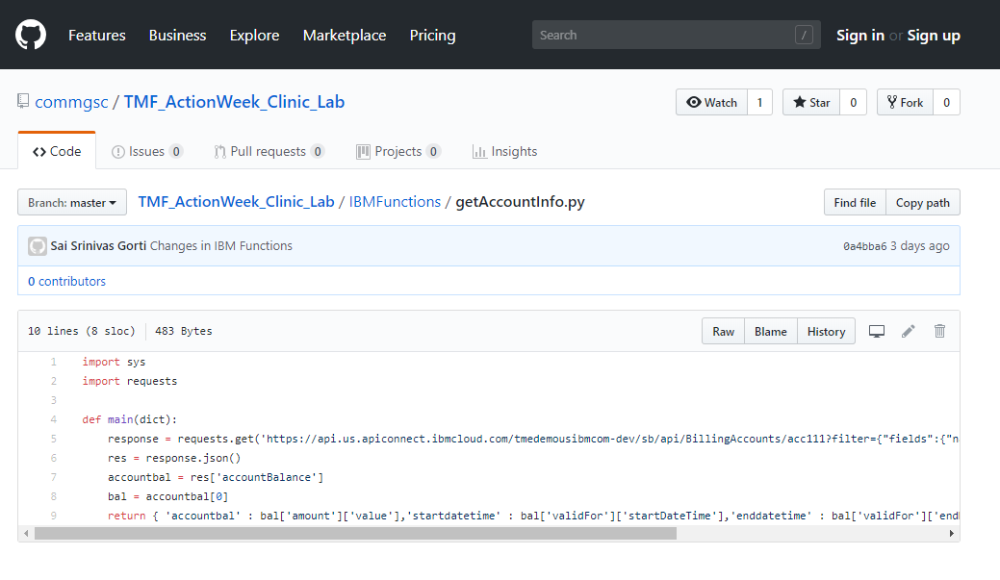 Features Business Explore Marketplace Pricing Search / Sign in or Sign up
commgsc / TMF_ActionWeek_Clinic_Lab Watch 1 Star 0 Fork 0
Code Issues 0 Pull requests 0 Projects 0 Insights
Branch: master TMF_ActionWeek_Clinic_Lab / IBMFunctions / getAccountInfo.py Find file Copy path
Sai Srinivas Gorti Changes in IBM Functions 0a4bba6 3 days ago
0 contributors
10 lines (8 sloc) 483 Bytes Raw Blame History
1 import sys
2 import requests
3
4 def main(dict):
5 response = requests.get('https://api.us.apiconnect.ibmcloud.com/tmedemousibmcom-dev/sb/api/BillingAccounts/acc111?filter={"fields":{"n
6 res = response.json()
7 accountbal = res['accountBalance']
8 bal = accountbal[0]
9 return { 'accountbal' : bal['amount']['value'],'startdatetime' : bal['validFor']['startDateTime'],'enddatetime' : bal['validFor']['end